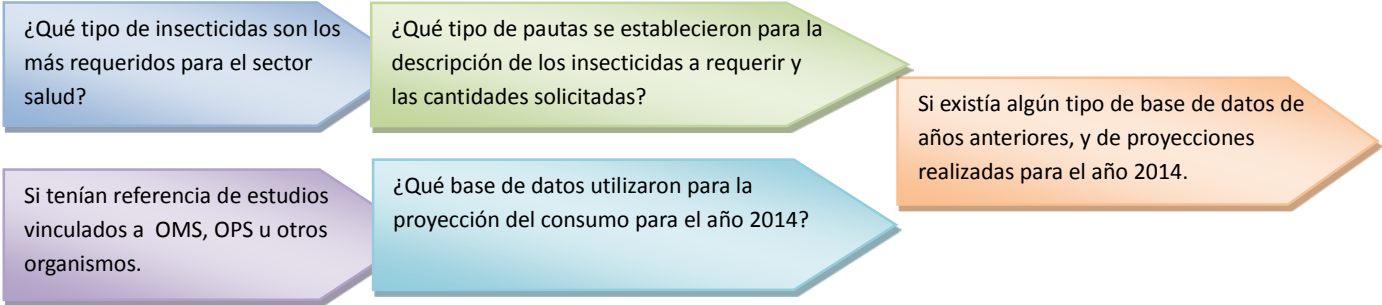 ¿Qué tipo de insecticidas son los
más requeridos para el sector
salud?
¿Qué tipo de pautas se establecieron para la
descripción de los insecticidas a requerir y
las cantidades solicitadas?
Si existía algún tipo de base de datos de
años anteriores, y de proyecciones
realizadas para el año 2014.
Si tenían referencia de estudios
vinculados a OMS, OPS u otros
organismos.
¿Qué base de datos utilizaron para la
proyección del consumo para el año 2014?